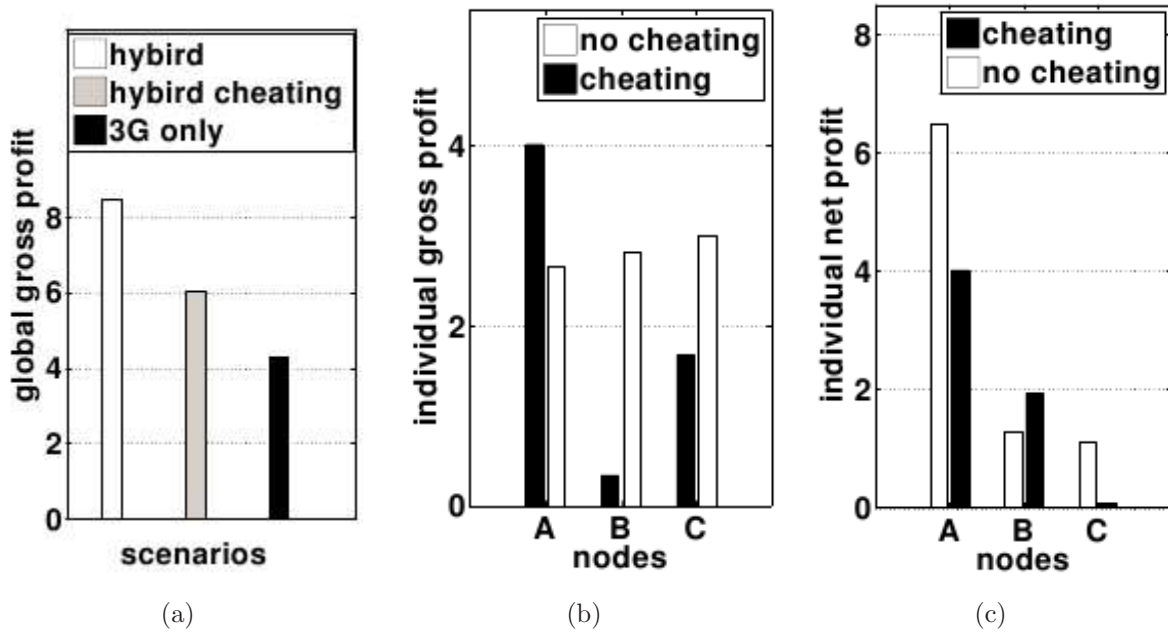 hybird
hybird cheating
3G only
global gross profit
8
6
4
2
0
scenarios
(a)
no cheating
cheating
individual gross profit
4
2
0
A B C
nodes
(b)
cheating
no cheating
individual net profit
8
6
4
2
0
A B C
nodes
(c)